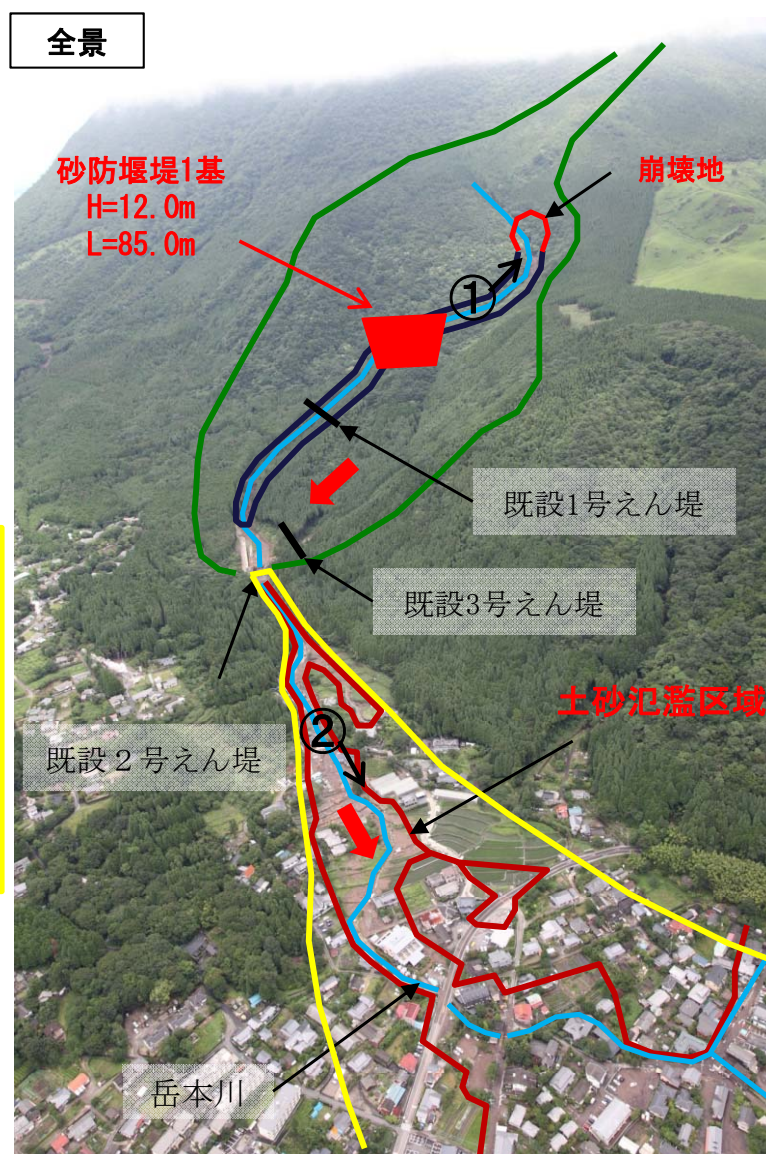 全景
砂防堰堤1基
H=12.0m
L=85.0m
崩壊地
①
既設1号えん堤
既設3号えん堤
土砂氾濫区域
②
既設２号えん堤
岳本川